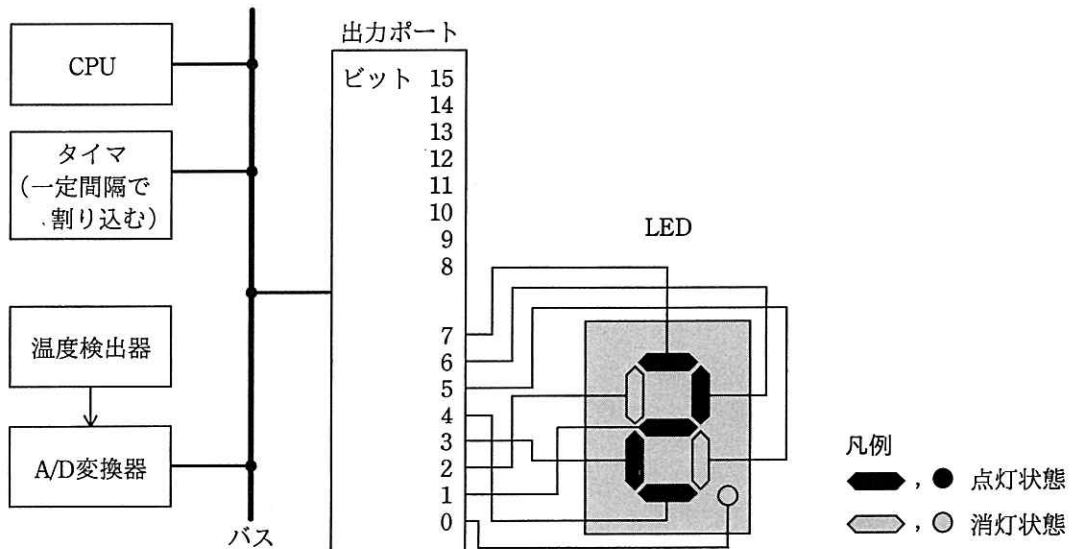 出力ポート
CPU
ビット 15
14
13
12
11
10
9
8
タイマ
(一定間隔で
割り込む)
LED
7
6
5
4
3
2
1
0
温度検出器
A/D変換器
バス
凡例
, 点灯状態
, 消灯状態